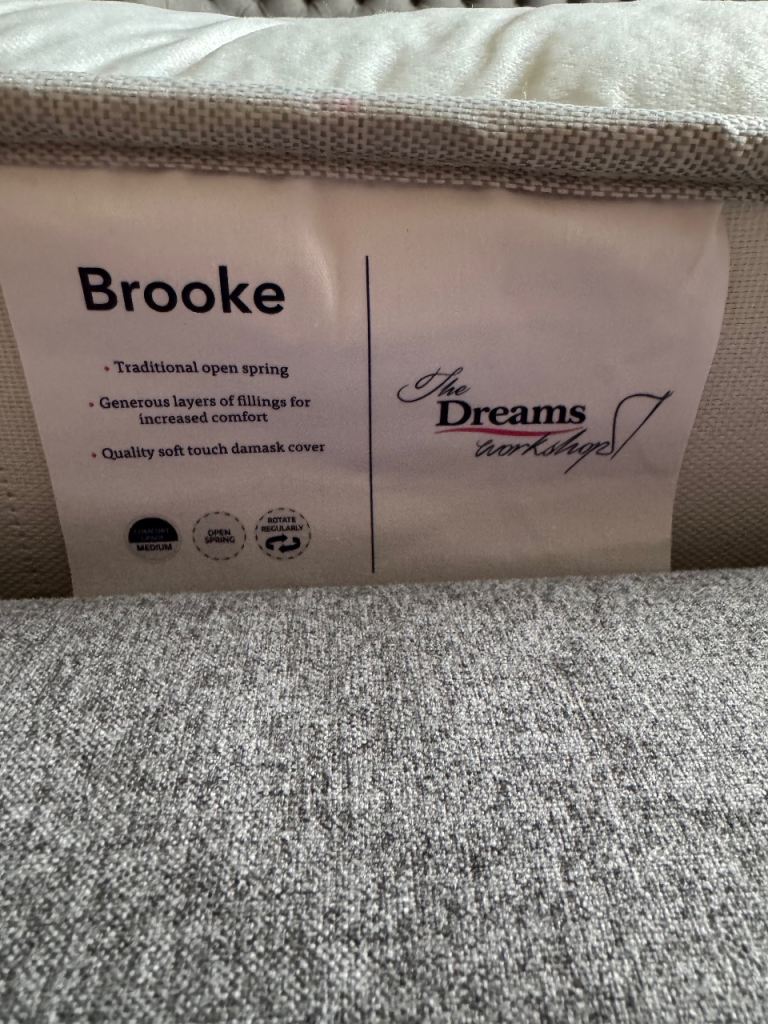 Brooke
• Traditional open spring
• Generous layers of fillings for
increased comfort
• Quality soft touch damask cover
MEDIUM
OPEN
SPRING
ROTATE
REGULARLY
The
Dreams
workshop